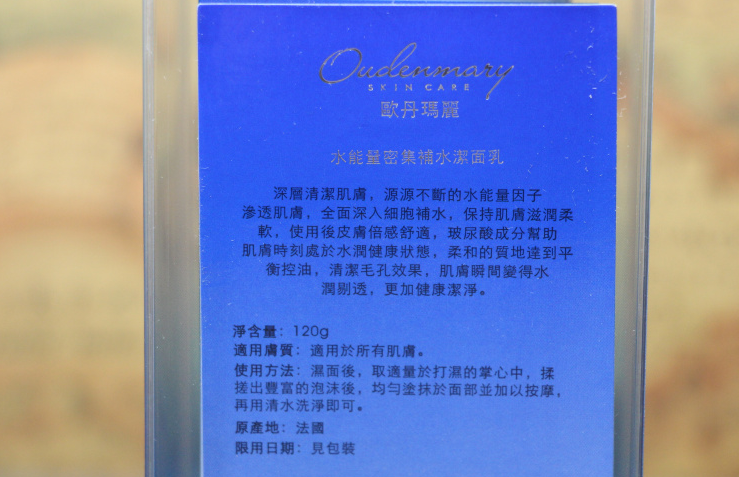 Oudenmary
SKIN CARE
歐丹瑪麗
水能量密集補水潔面乳
深層清潔肌膚，源源不斷的水能量因子
滲透肌膚，全面深入細胞補水，保持肌膚滋潤柔
軟，使用後皮膚倍感舒適，玻尿酸成分幫助
肌膚時刻處於水潤健康狀態，柔和的質地達到平
衡控油，清潔毛孔效果，肌膚瞬間變得水
潤剔透，更加健康潔淨。
淨含量：120g
適用膚質：適用於所有肌膚。
使用方法：濕面後，取適量於打濕的掌心中，揉
搓出豐富的泡沫後，均勻塗抹於面部並加以按摩，
再用清水洗淨即可。
原產地：法國
限用日期：見包裝